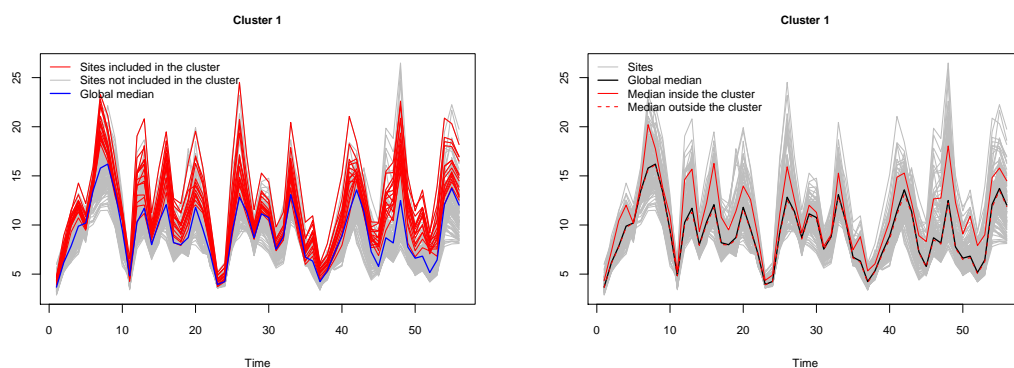 Cluster 1
Sites included in the cluster
Sites not included in the cluster
Global median
25
20
15
10
5
0 10 20 30 40 50
Time
Cluster 1
Sites
Global median
Median inside the cluster
Median outside the cluster
25
20
15
10
5
0 10 20 30 40 50
Time